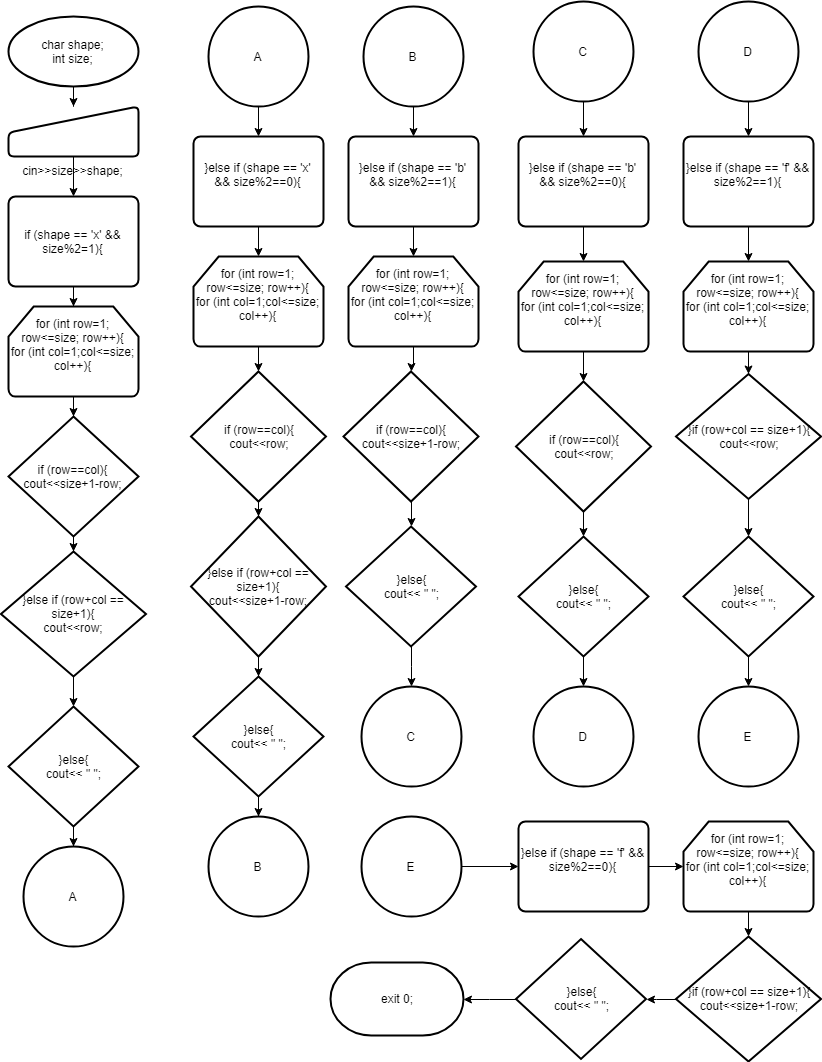 char shape;
int size;
cin>>size>>shape;
if (shape == 'x' &&
size%2=1){
for (int row=1;
row<=size; row++){
for (int col=1;col<=size;
col++){
if (row==col){
cout<<size+1-row;
}else if (row+col ==
size+1){
cout<<row;
}else{
cout<< " ";
A
A
}else if (shape == 'x'
&& size%2==0){
for (int row=1;
row<=size; row++){
for (int col=1;col<=size;
col++){
if (row==col){
cout<<row;
}else if (row+col ==
size+1){
cout<<size+1-row;
}else{
cout<< " ";
B
B
}else if (shape == 'b'
&& size%2==1){
for (int row=1;
row<=size; row++){
for (int col=1;col<=size;
col++){
if (row==col){
cout<<size+1-row;
}else{
cout<< " ";
C
C
}else if (shape == 'b'
&& size%2==0){
for (int row=1;
row<=size; row++){
for (int col=1;col<=size;
col++){
if (row==col){
cout<<row;
}else{
cout<< " ";
D
D
}else if (shape == 'f' &&
size%2==1){
for (int row=1;
row<=size; row++){
for (int col=1;col<=size;
col++){
}if (row+col == size+1){
cout<<row;
}else{
cout<< " ";
E
E
}else if (shape == 'f' &&
size%2==0){
for (int row=1;
row<=size; row++){
for (int col=1;col<=size;
col++){
}if (row+col == size+1){
cout<<size+1-row;
}else{
cout<< " ";
exit 0;